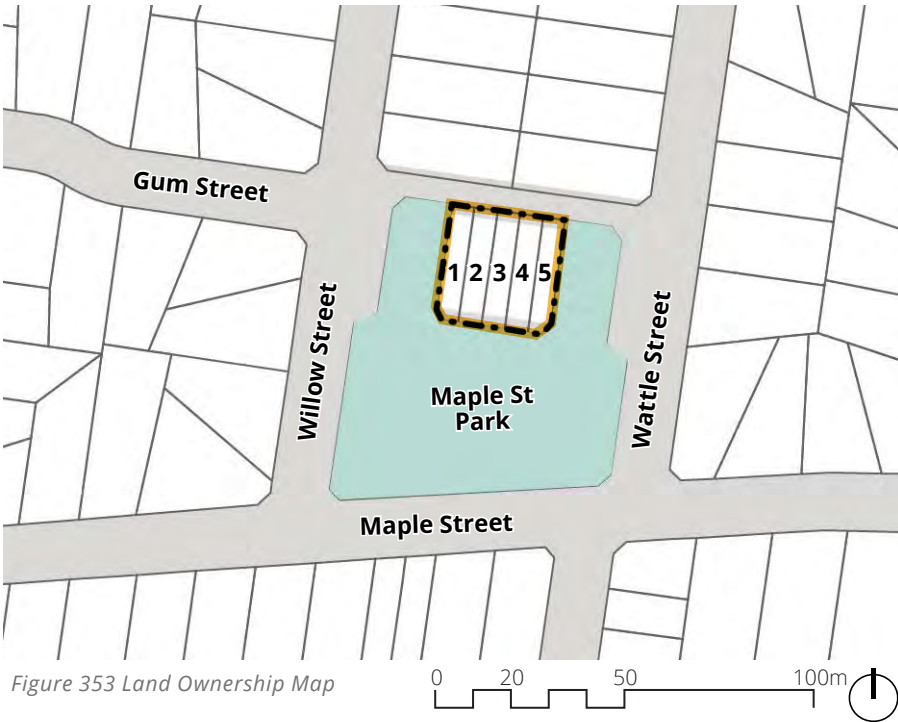 Gum Street
1 2 3 4 5
Willow Street
Wattle Street
Maple St
Park
Maple Street
Figure 353 Land Ownership Map
0 20 50 100m